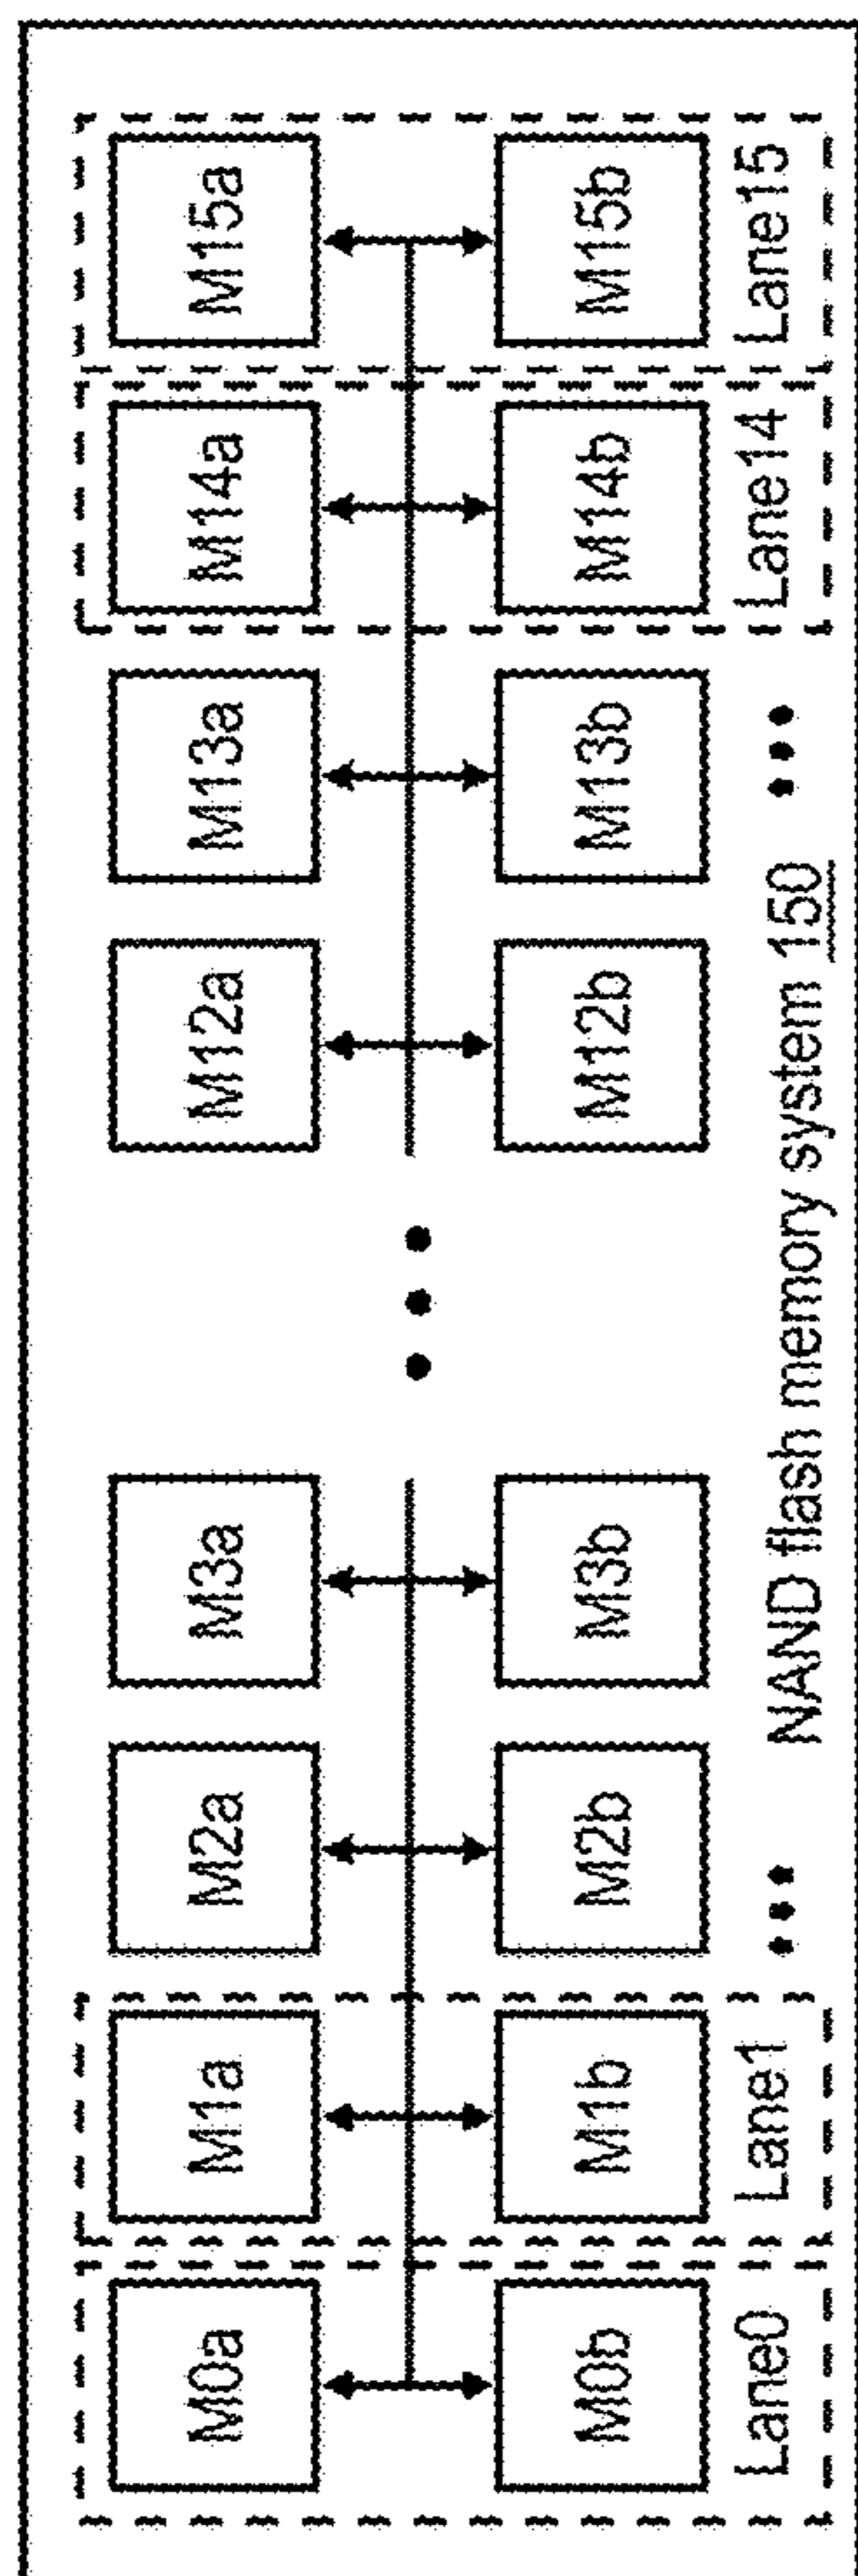 M0a M1a M2a M3a M12a M13a M14a M15a
M0b M1b M2b M3b M12b M13b M14b M15b
Lane0 Lane1 ••• NAND flash memory system 150 ••• Lane14 Lane15